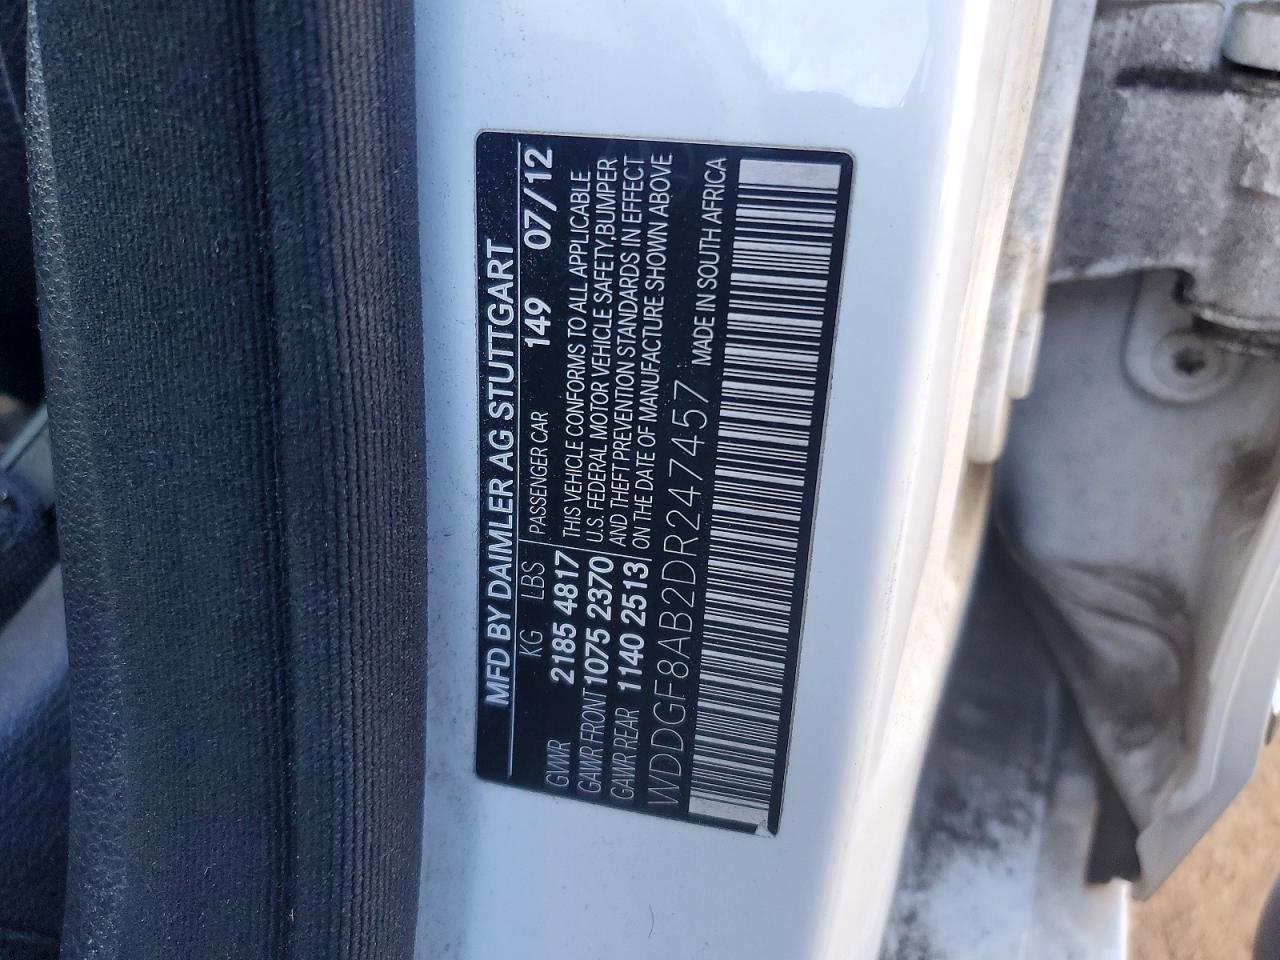 MFD BY DAIMLER AG STUTTGART
KG LBS PASSENGER CAR 149 07/12
GVWR 2185 4817 THIS VEHICLE CONFORMS TO ALL APPLICABLE
GAWR FRONT 1075 2370 U.S. FEDERAL MOTOR VEHICLE SAFETY,BUMPER
GAWR REAR 1140 2513 AND THEFT PREVENTION STANDARDS IN EFFECT
ON THE DATE OF MANUFACTURE SHOWN ABOVE
WDDGF8AB2DR247457 MADE IN SOUTH AFRICA